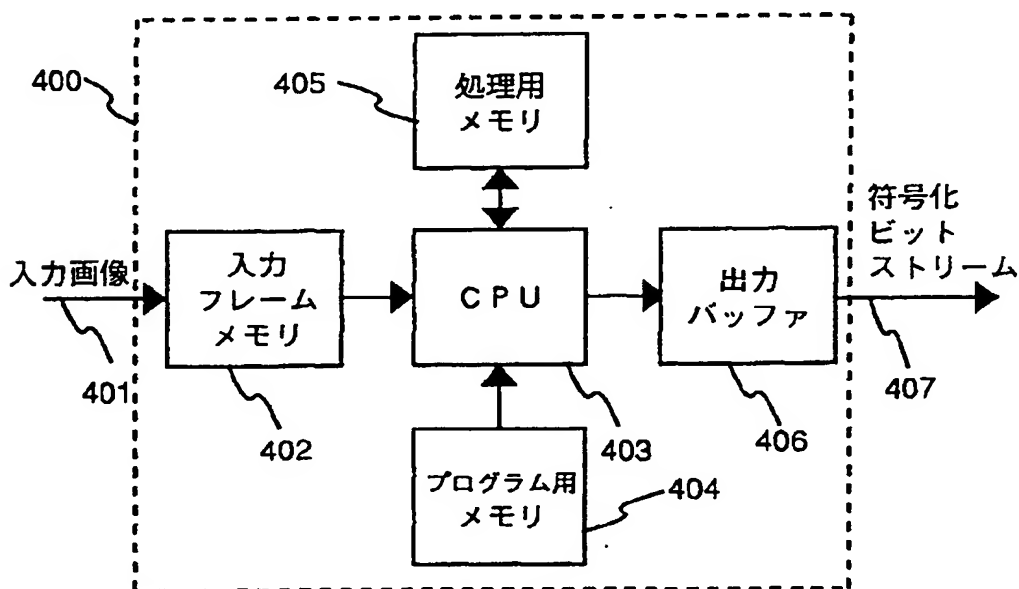 400
405
処理用
メモリ
入力画像
401
入力
フレーム
メモリ
402
CPU
403
出力
バッファ
406
符号化
ビット
ストリーム
407
プログラム用
メモリ
404